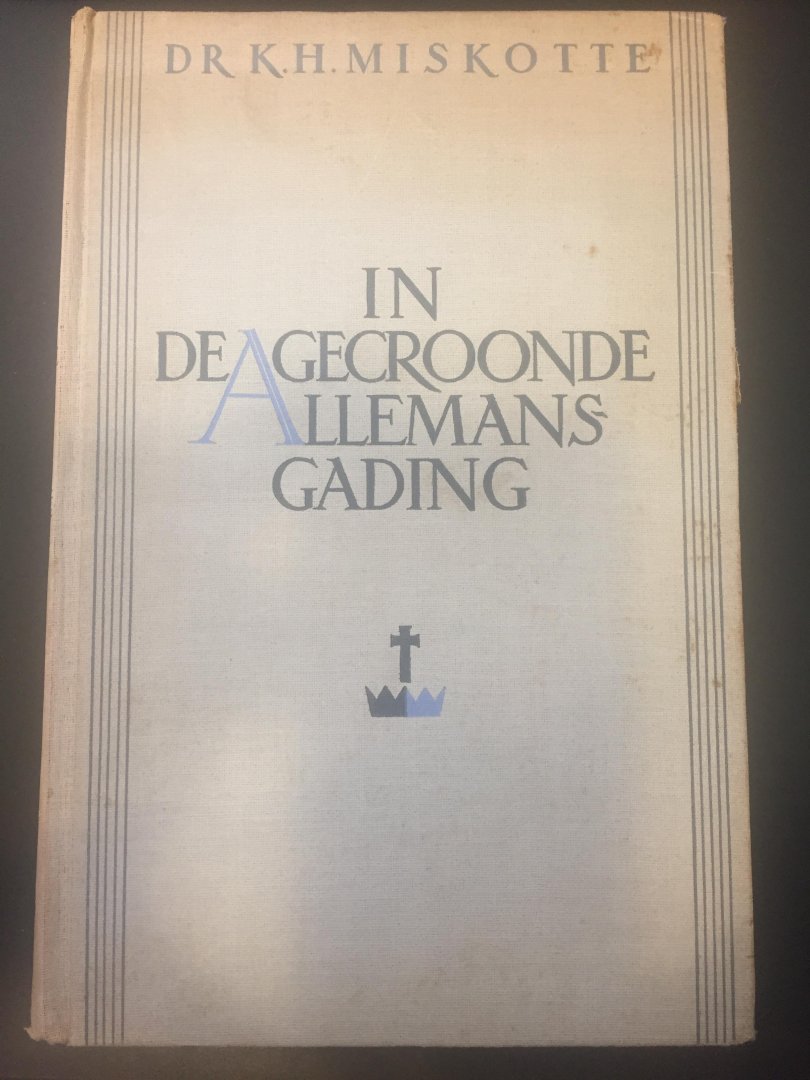 DR K.H. MISKOTTE
IN
DE GECROONDE
ALLEMANS-
GADING